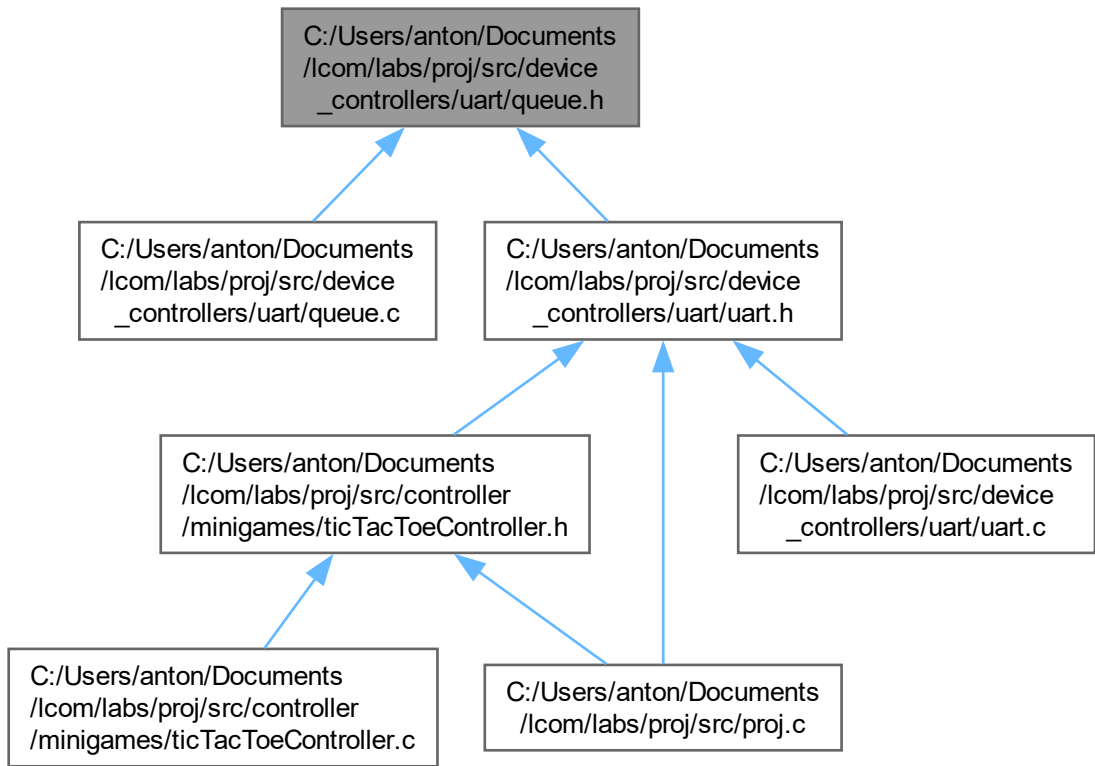 C:/Users/anton/Documents
/lcom/labs/proj/src/device
_controllers/uart/queue.h
C:/Users/anton/Documents
/lcom/labs/proj/src/device
_controllers/uart/queue.c
C:/Users/anton/Documents
/lcom/labs/proj/src/device
_controllers/uart/uart.h
C:/Users/anton/Documents
/lcom/labs/proj/src/controller
/minigames/ticTacToeController.h
C:/Users/anton/Documents
/lcom/labs/proj/src/device
_controllers/uart/uart.c
C:/Users/anton/Documents
/lcom/labs/proj/src/controller
/minigames/ticTacToeController.c
C:/Users/anton/Documents
/lcom/labs/proj/src/proj.c